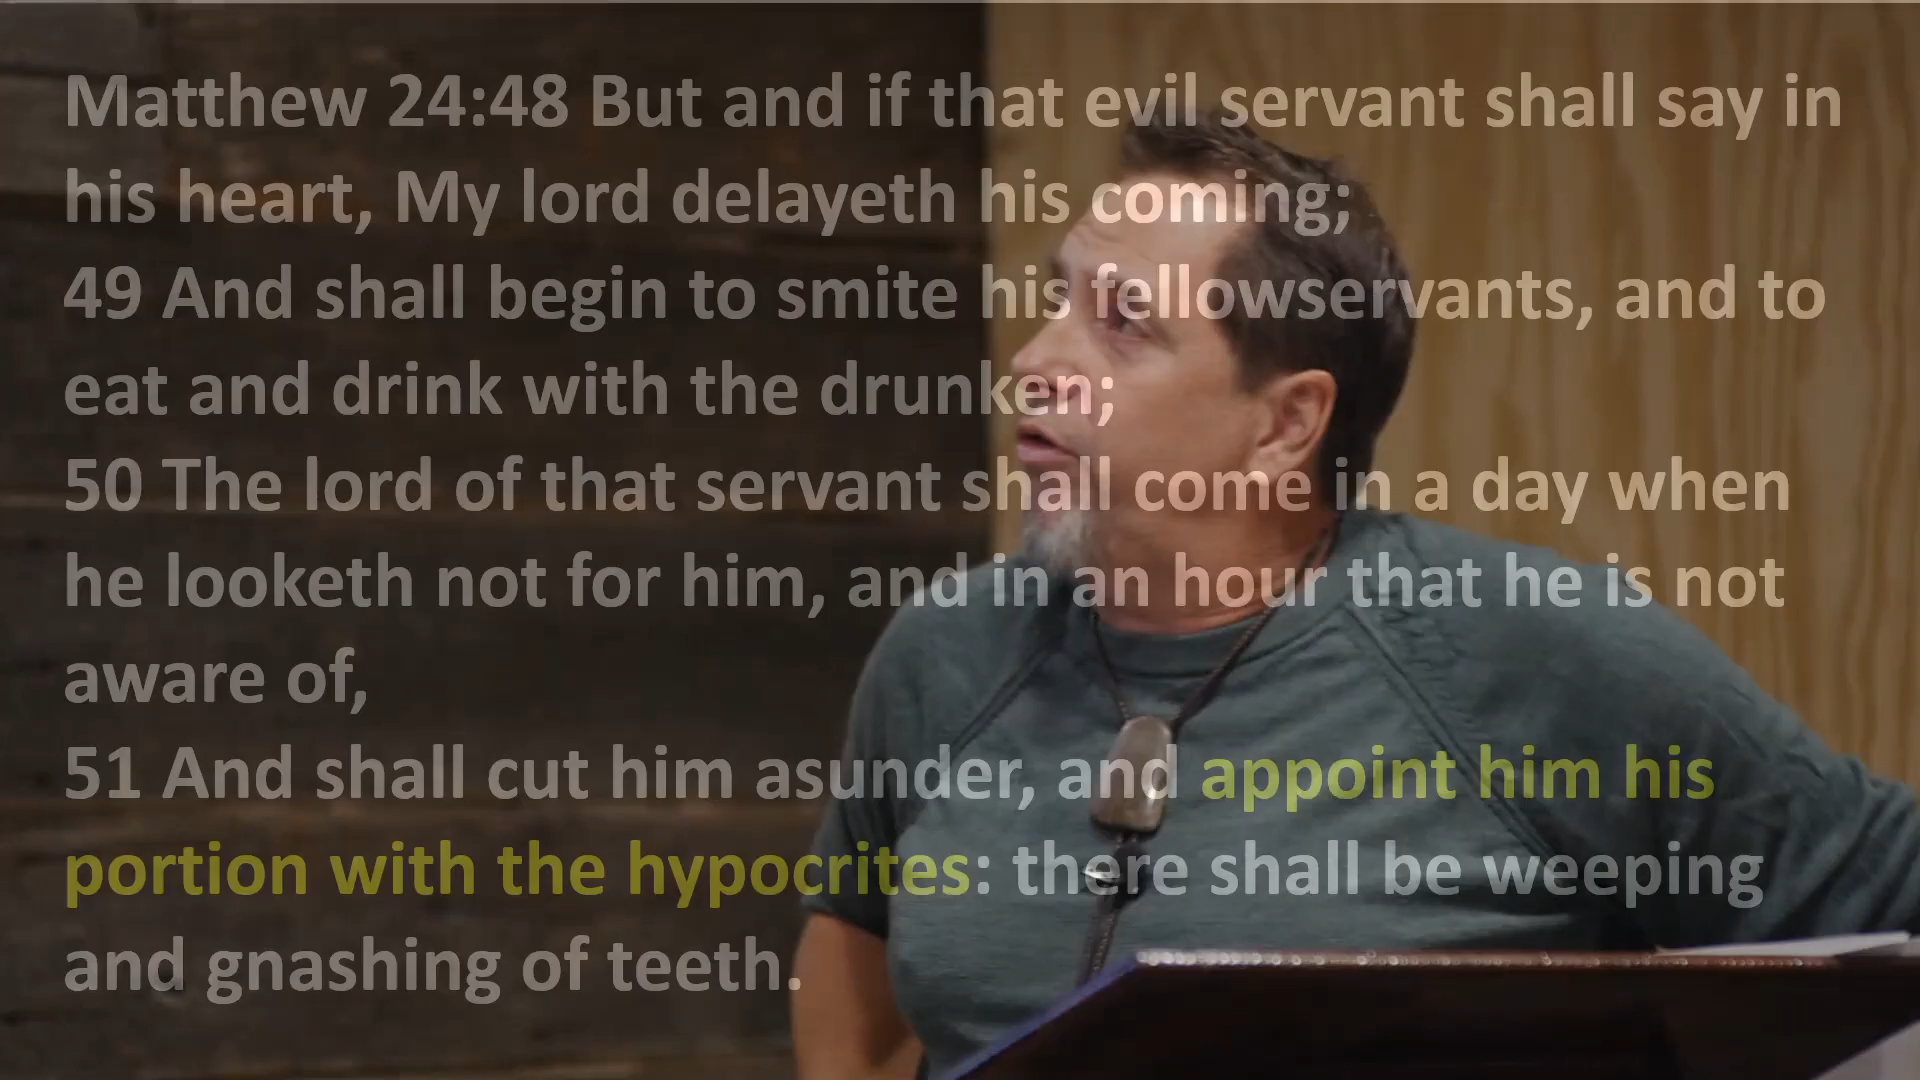 Matthew 24:48 But and if that evil servant shall say in
his heart, My lord delayeth his coming;
49 And shall begin to smite his fellowservants, and to
eat and drink with the drunken;
50 The lord of that servant shall come in a day when
he looketh not for him, and in an hour that he is not
aware of,
51 And shall cut him asunder, and appoint him his
portion with the hypocrites: there shall be weeping
and gnashing of teeth.